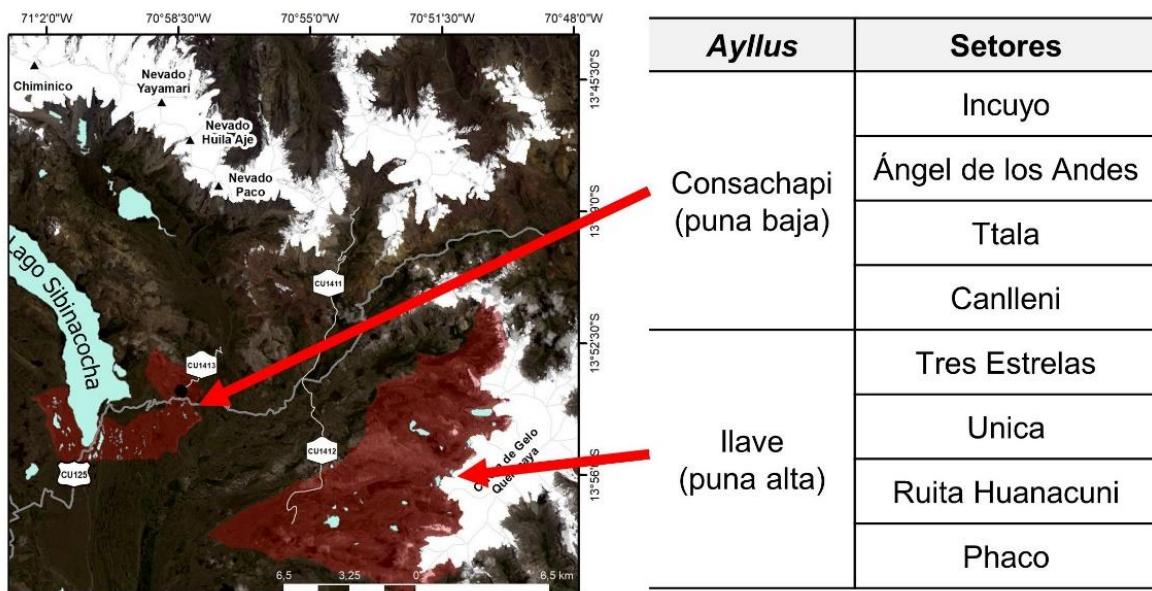 71°2'0"W 70°58'30"W 70°55'0"W 70°51'30"W 70°48'0"W
Chiminico
Nevado
Yayamari
Nevado
Huila Aje
Nevado
Paco
Lago Sibinacocha
CU1411
CU1413
CU1412
CU125
13°45'30"S
9'0"S
13°52'30"S
13°56'0"S
de Gelo
6,5 3,25 0 6,5 km
Ayllus Setores
Consachapi
(puna baja)
Incuyo
Ángel de los Andes
Ttala
Canlleni
Ilave
(puna alta)
Tres Estrelas
Unica
Ruita Huanacuni
Phaco